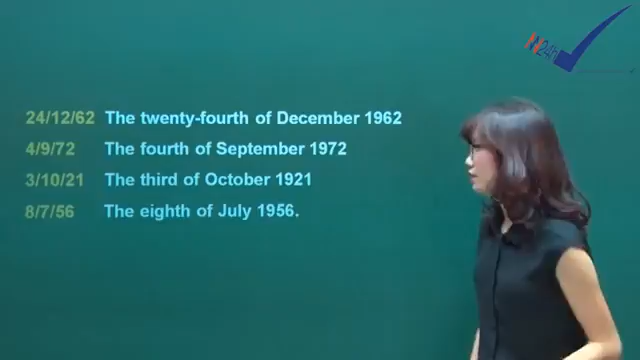 24h
24/12/62 The twenty-fourth of December 1962
4/9/72 The fourth of September 1972
3/10/21 The third of October 1921
8/7/56 The eighth of July 1956.